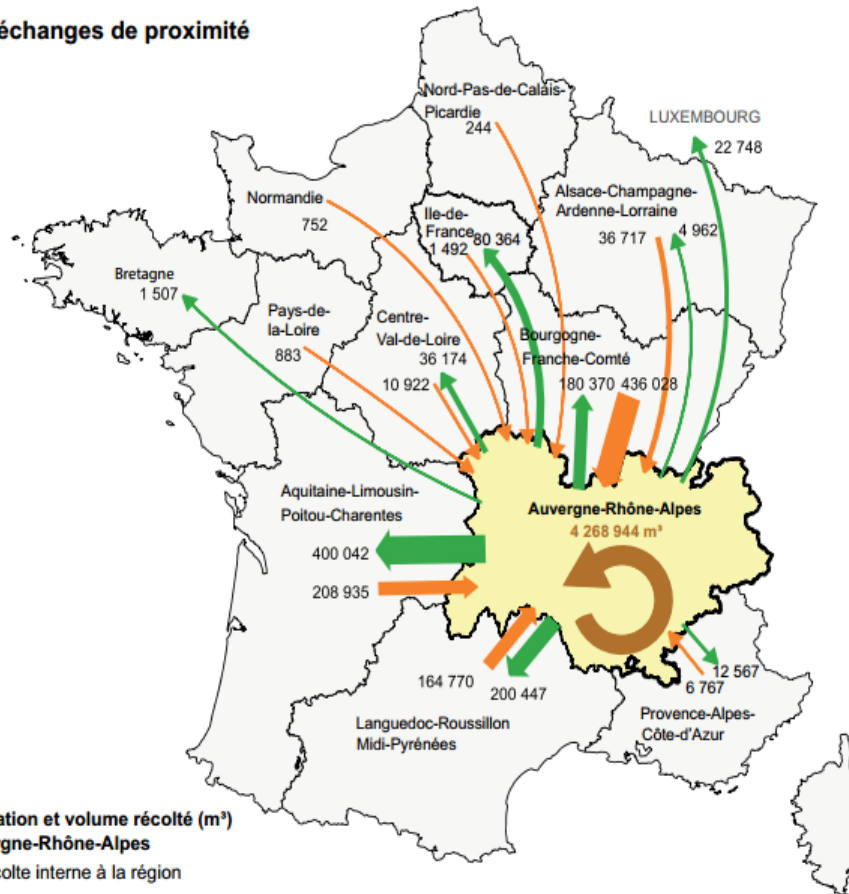 échanges de proximité
Nord-Pas-de-Calais-
Picardie
244
LUXEMBOURG
22 748
Normandie
752
Ile-de-
France
1 492
80 364
Alsace-Champagne-
Ardenne-Lorraine
36 717
4 962
Bretagne
1 507
Pays-de-
la-Loire
883
Centre-
Val-de-Loire
36 174
10 922
Bourgogne-
Franche-Comté
180 370
436 028
Aquitaine-Limousin-
Poitou-Charentes
400 042
208 935
Auvergne-Rhône-Alpes
4 268 944 m³
164 770
200 447
Languedoc-Roussillon
Midi-Pyrénées
12 567
6 767
Provence-Alpes-
Côte-d'Azur
ation et volume récolté (m³)
rgne-Rhône-Alpes
colte interne à la région